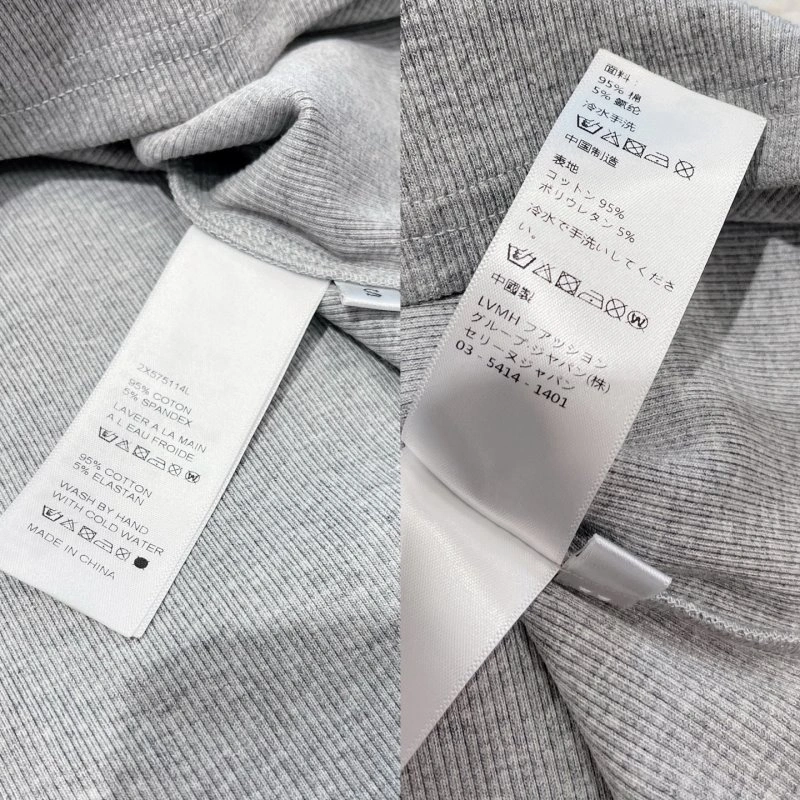 2X575114L
95% COTON
5% SPANDEX
LAVER A LA MAIN
A L EAU FROIDE
95% COTTON
5% ELASTAN
WASH BY HAND
WITH COLD WATER
MADE IN CHINA
面料：
95% 棉
5% 氨纶
冷水手洗
中国制造
表地
コットン 95%
ポリウレタン 5%
冷水で手洗いしてくださ
い。
中國製
LVMH ファッション
グループジャパン(株)
セリーヌジャパン
03 - 5414 - 1401